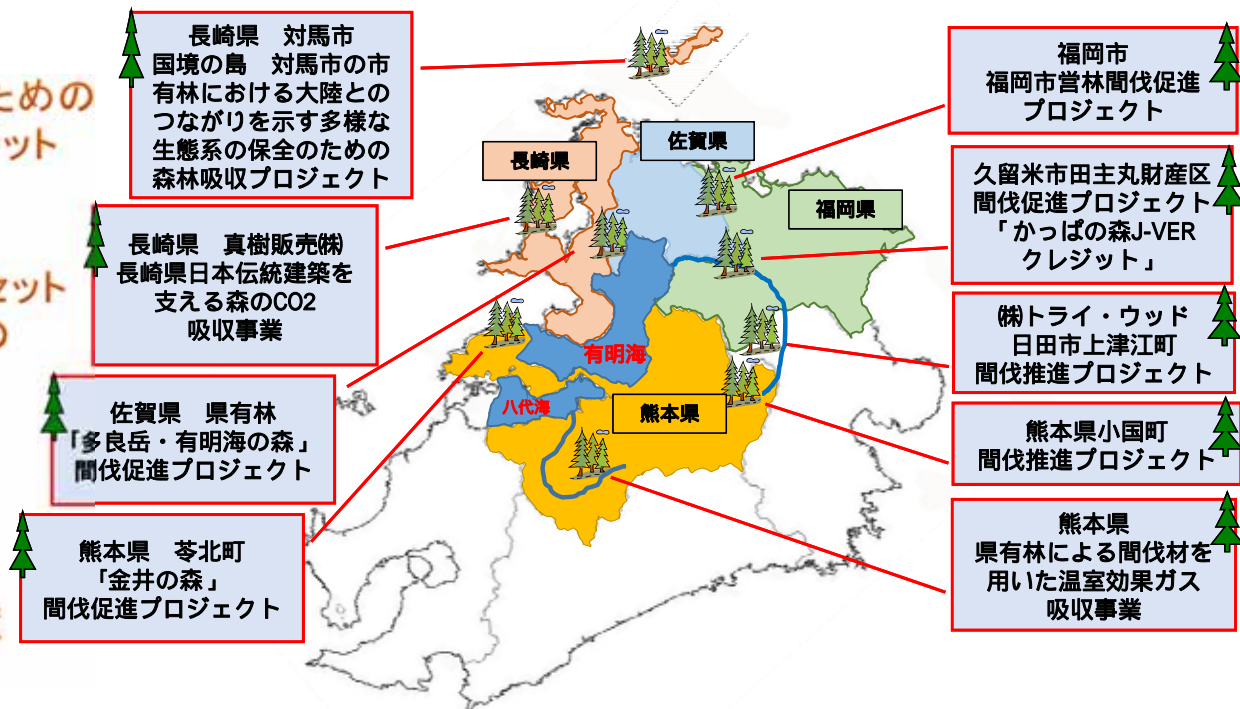 長崎県 対馬市
国境の島 対馬市の市
有林における大陸との
つながりを示す多様な
生態系の保全のための
森林吸収プロジェクト
長崎県 真樹販売㈱
長崎県日本伝統建築を
支える森のCO2
吸収事業
佐賀県 県有林
「多良岳・有明海の森」
間伐促進プロジェクト
熊本県 苓北町
「金井の森」
間伐促進プロジェクト
ための
ット
セット
の
長崎県
佐賀県
福岡県
有明海
八代海
熊本県
福岡市
福岡市営林間伐促進
プロジェクト
久留米市田主丸財産区
間伐促進プロジェクト
「かっぱの森J-VER
クレジット」
㈱トライ・ウッド
日田市上津江町
間伐推進プロジェクト
熊本県小国町
間伐推進プロジェクト
熊本県
県有林による間伐材を
用いた温室効果ガス
吸収事業